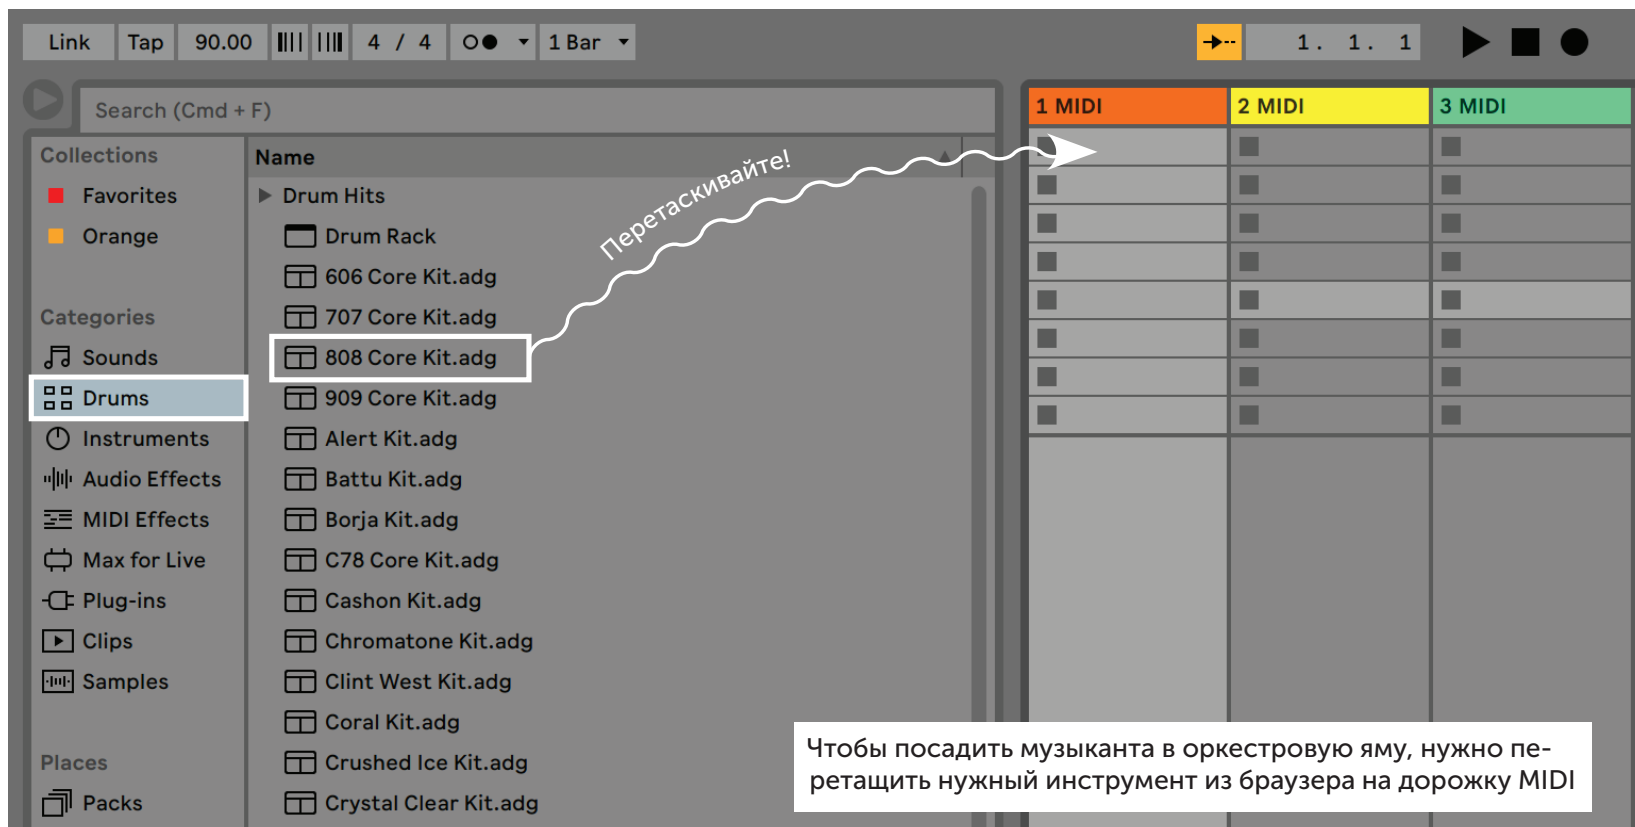 Link Tap 90.00 4 / 4 1 Bar 1. 1. 1
Search (Cmd + F)
1 MIDI 2 MIDI 3 MIDI
Collections
Favorites
Orange
Categories
Sounds
Drums
Instruments
Audio Effects
MIDI Effects
Max for Live
Plug-ins
Clips
Samples
Places
Packs
Name
Drum Hits
Drum Rack
606 Core Kit.adg
707 Core Kit.adg
808 Core Kit.adg
909 Core Kit.adg
Alert Kit.adg
Battu Kit.adg
Borja Kit.adg
C78 Core Kit.adg
Cashon Kit.adg
Chromatone Kit.adg
Clint West Kit.adg
Coral Kit.adg
Crushed Ice Kit.adg
Crystal Clear Kit.adg
Перетаскивайте!
Чтобы посадить музыканта в оркестровую яму, нужно пе-
ретащить нужный инструмент из браузера на дорожку MIDI